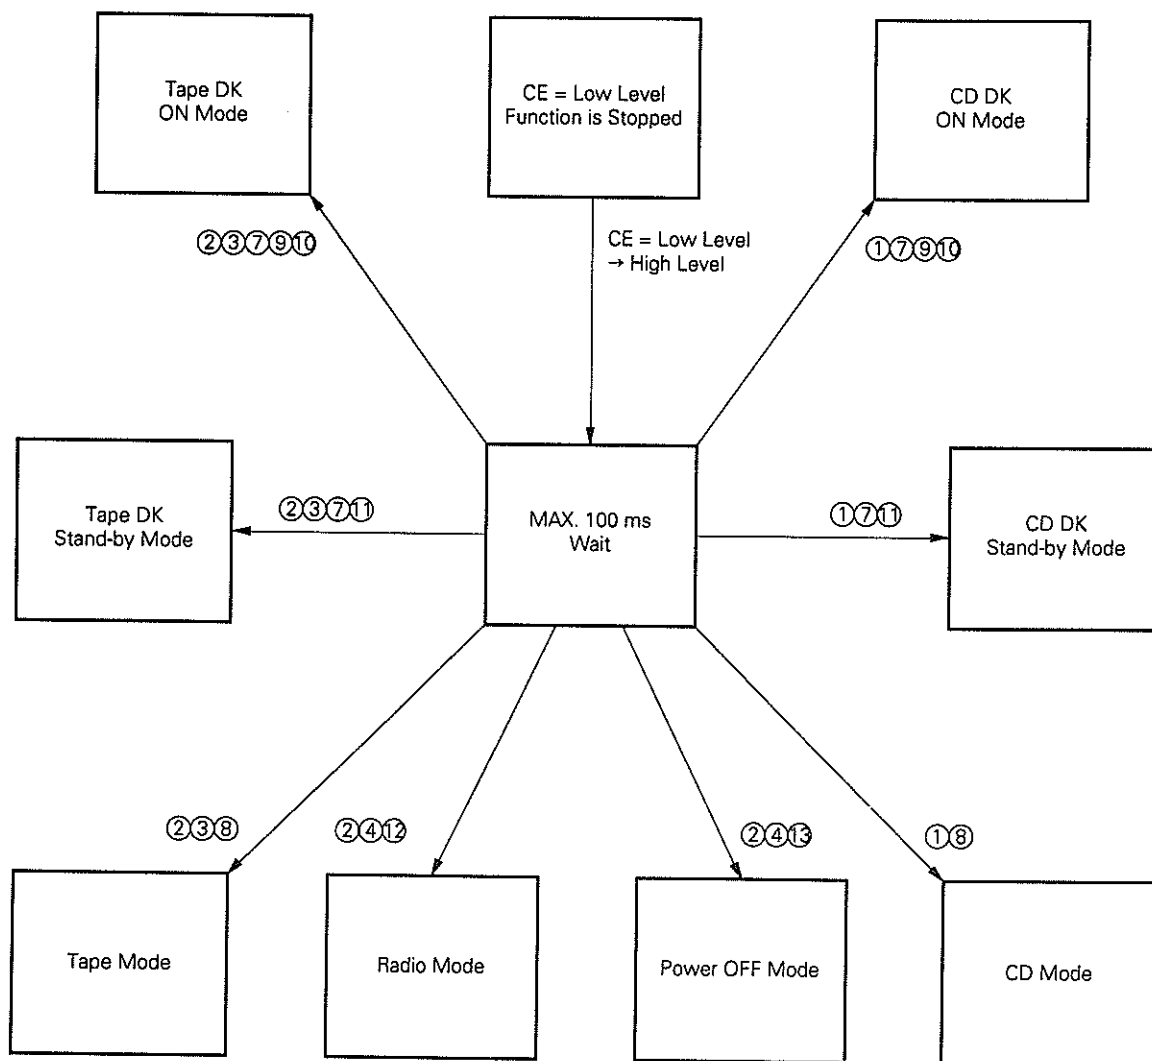 Tape DK
ON Mode
CE = Low Level
Function is Stopped
CD DK
ON Mode
②③⑦⑨⑩
CE = Low Level
→ High Level
①⑦⑨⑩
Tape DK
Stand-by Mode
②③⑦⑪
MAX. 100 ms
Wait
①⑦⑪
CD DK
Stand-by Mode
②③⑧
②④⑫
②④⑬
①⑧
Tape Mode
Radio Mode
Power OFF Mode
CD Mode